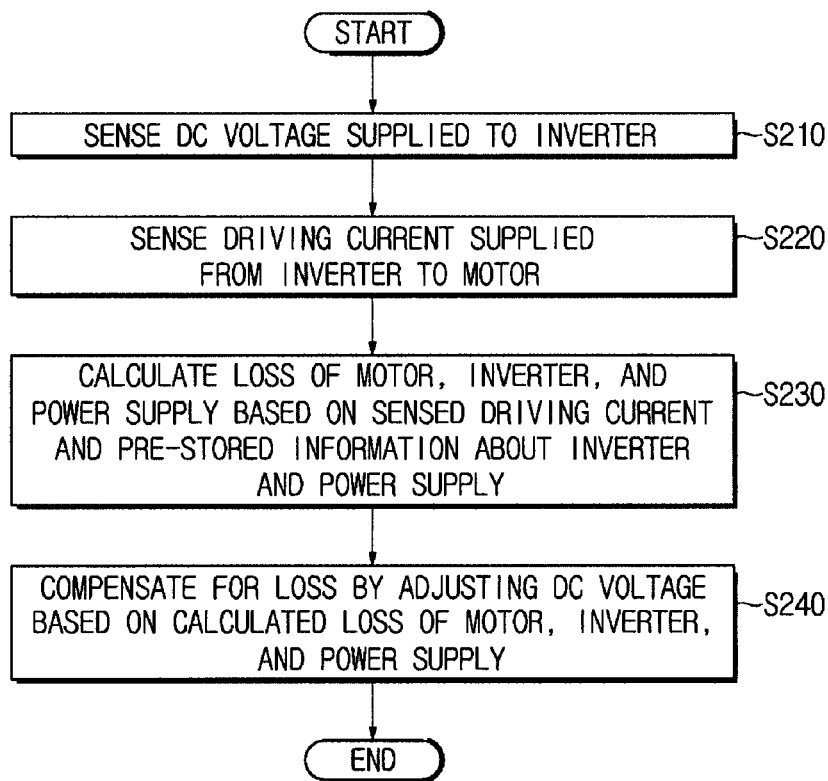 START
SENSE DC VOLTAGE SUPPLIED TO INVERTER
S210
SENSE DRIVING CURRENT SUPPLIED
FROM INVERTER TO MOTOR
S220
CALCULATE LOSS OF MOTOR, INVERTER, AND
POWER SUPPLY BASED ON SENSED DRIVING CURRENT
AND PRE-STORED INFORMATION ABOUT INVERTER
AND POWER SUPPLY
S230
COMPENSATE FOR LOSS BY ADJUSTING DC VOLTAGE
BASED ON CALCULATED LOSS OF MOTOR, INVERTER,
AND POWER SUPPLY
S240
END